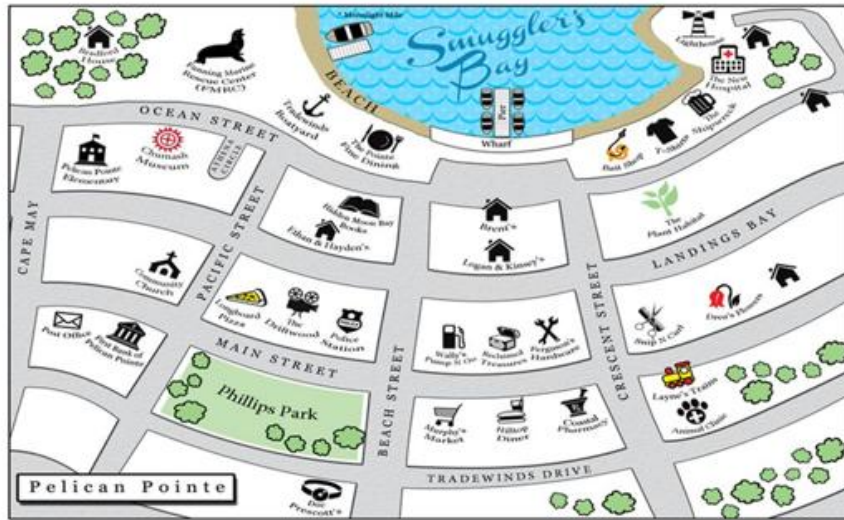 Moonlight Mile
Smuggler's
Bay
Bradford
House
Fanning Marine
Rescue Center
(FMRC)
BEACH
Lighthouse
The New
Hospital
OCEAN STREET
Tradewinds
Boatyard
The Pointe
Fine Dining
Pier
Wharf
Bait Shop
T-Shirts
The
Shipwreck
Pelican Pointe
Elementary
Chumash
Museum
ATHENA
CIRCLE
Hidden Moon Bay
Books
Ethan & Hayden's
Brent's
Logan & Kinsey's
The
Plant Habitat
LANDINGS BAY
CAPE MAY
PACIFIC STREET
Community
Church
Longboard
Pizza
The
Driftwood
Police
Station
Wally's
Pump N Go
Reclaimed
Treasures
Ferguson's
Hardware
CRESCENT STREET
Snip N Curl
Drea's Flowers
Post Office
First Bank of
Pelican Pointe
MAIN STREET
Phillips Park
BEACH STREET
Murphy's
Market
Hilltop
Diner
Coastal
Pharmacy
Layne's Trains
Animal Clinic
TRADEWINDS DRIVE
Pelican Pointe
Doc
Prescott's